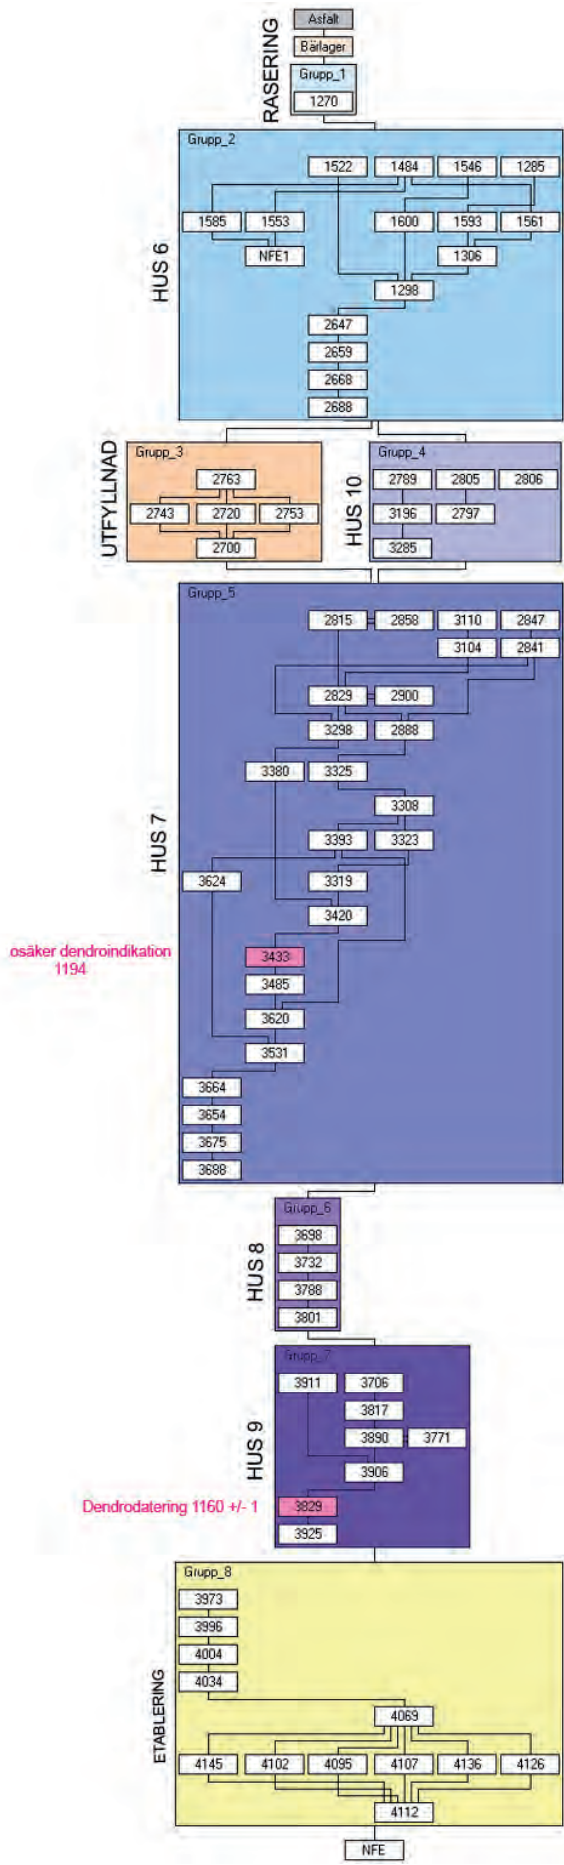 Asfalt
Bärlager
RASERING
Grupp_1
1270
HUS 6
Grupp_2
1522 1484 1546 1285
1585 1553 1600 1593 1561
NFE1 1306
1298
2647
2659
2668
2688
UTFYLLNAD
Grupp_3
2763
2743 2720 2753
2700
HUS 10
Grupp_4
2789 2805 2806
3196 2797
3285
HUS 7
Grupp_5
2815 2858 3110 2847
3104 2841
2829 2900
3298 2888
3380 3325
3308
3393 3323
3624 3319
3420
osäker dendroindikation
1194
3433
3485
3620
3531
3664
3654
3675
3688
HUS 8
Grupp_6
3698
3732
3788
3801
HUS 9
Grupp_7
3911 3706
3817
3890 3771
3906
Dendrodatering 1160 +/- 1
3829
3925
ETABLERING
Grupp_8
3973
3996
4004
4034
4069
4145 4102 4095 4107 4136 4126
4112
NFE